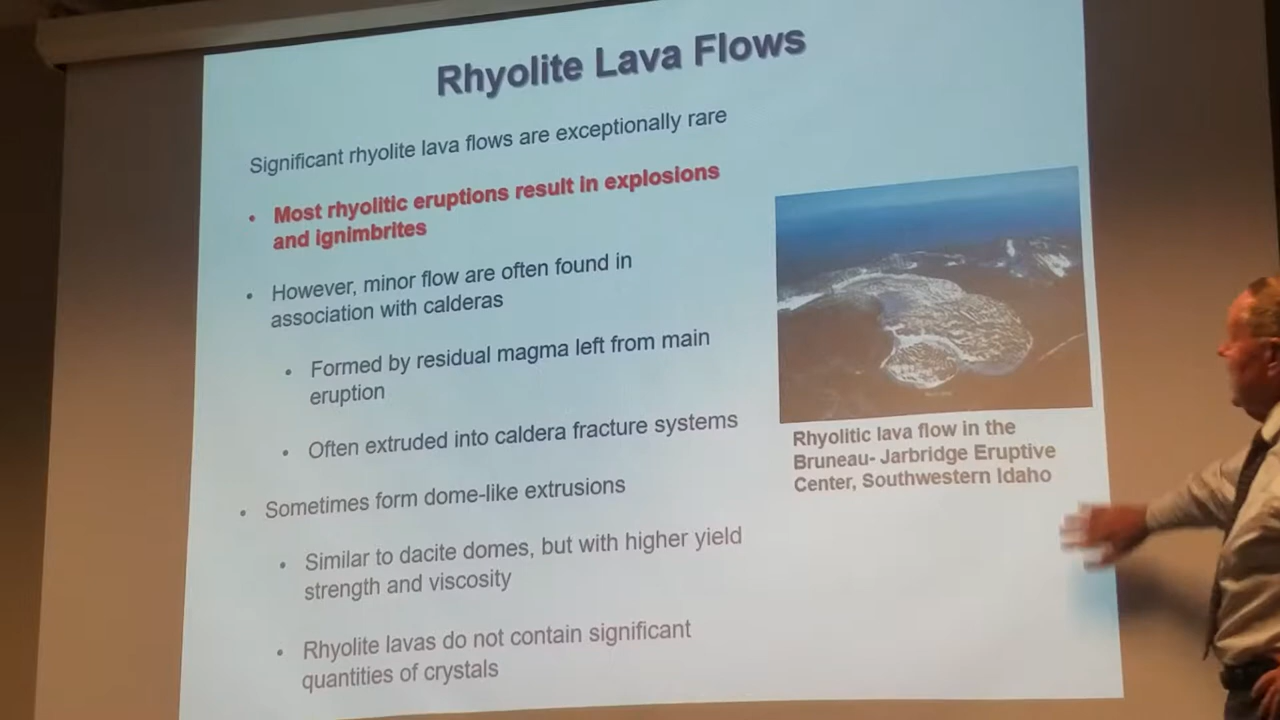 Rhyolite Lava Flows
Significant rhyolite lava flows are exceptionally rare
• Most rhyolitic eruptions result in explosions
and ignimbrites
• However, minor flow are often found in
association with calderas
• Formed by residual magma left from main
eruption
• Often extruded into caldera fracture systems
• Sometimes form dome-like extrusions
• Similar to dacite domes, but with higher yield
strength and viscosity
• Rhyolite lavas do not contain significant
quantities of crystals
Rhyolitic lava flow in the
Bruneau- Jarbridge Eruptive
Center, Southwestern Idaho